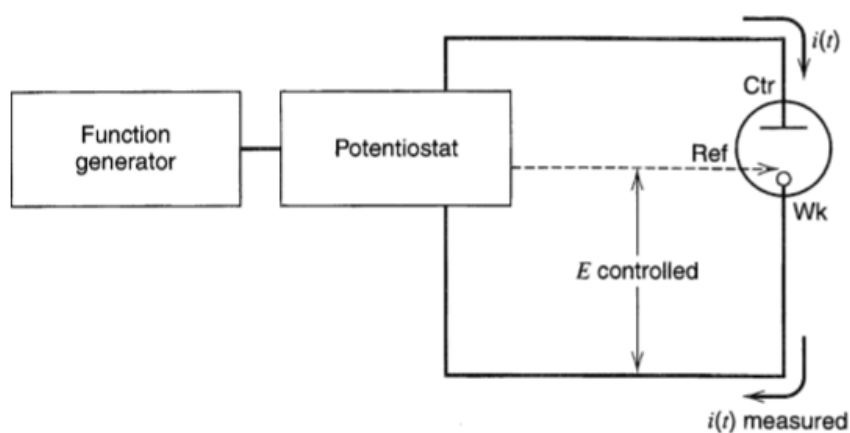 i(t)
Ctr
Function
generator
Potentiostat
Ref
Wk
E controlled
i(t) measured